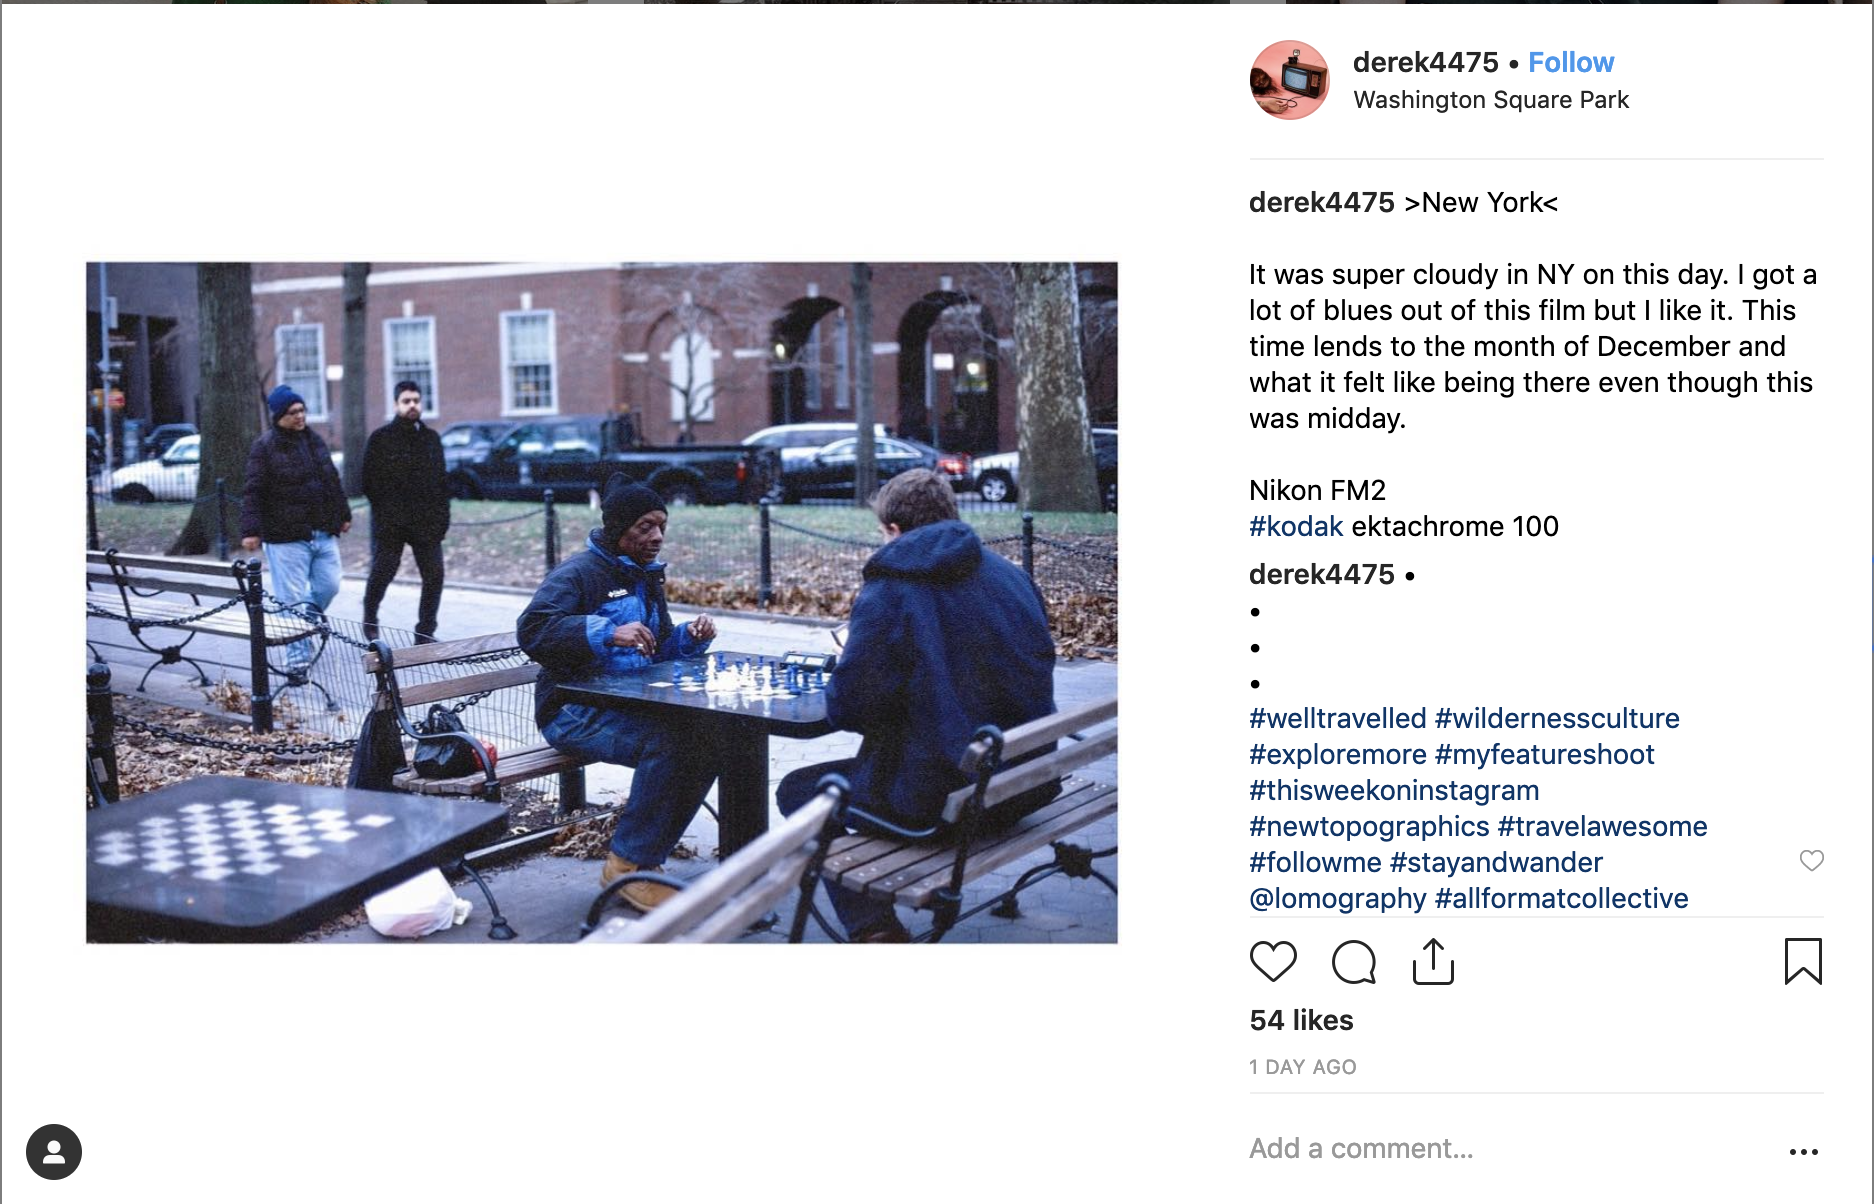 derek4475 • Follow
Washington Square Park
derek4475 >New York<
It was super cloudy in NY on this day. I got a
lot of blues out of this film but I like it. This
time lends to the month of December and
what it felt like being there even though this
was midday.
Nikon FM2
#kodak ektachrome 100
derek4475 •
•
•
•
#welltravelled #wildernessculture
#exploremore #myfeatureshoot
#thisweekoninstagram
#newtopographics #travelawesome
#followme #stayandwander
@lomography #allformatcollective
54 likes
1 DAY AGO
Add a comment...